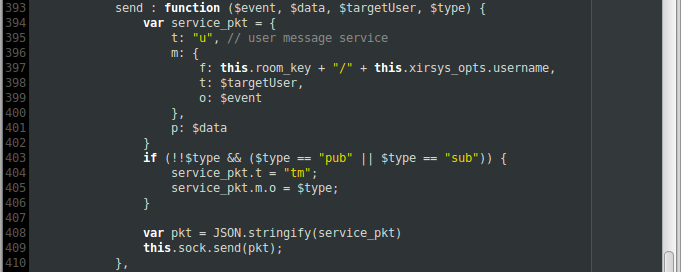 393 send : function ($event, $data, $targetUser, $type) {
394 var service_pkt = {
395 t: "u", // user message service
396 m: {
397 f: this.room_key + "/" + this.xirsys_opts.username,
398 t: $targetUser,
399 o: $event
400 },
401 p: $data
402 }
403 if (!!$type && ($type == "pub" || $type == "sub")) {
404 service_pkt.t = "tm";
405 service_pkt.m.o = $type;
406 }
407
408 var pkt = JSON.stringify(service_pkt)
409 this.sock.send(pkt);
410 },